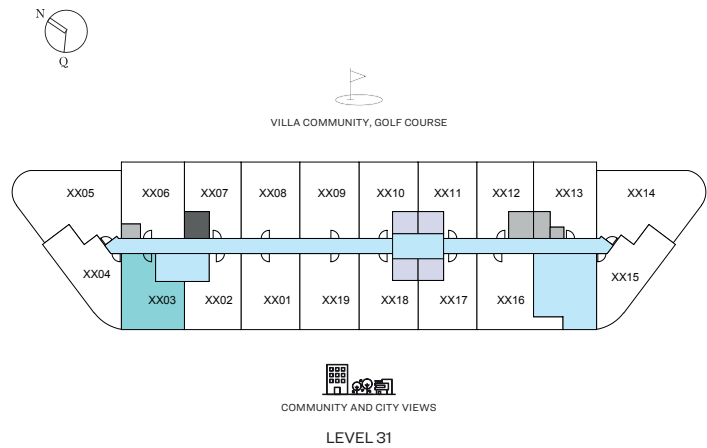 N
Q
VILLA COMMUNITY, GOLF COURSE
XX05
XX06
XX07
XX08
XX09
XX10
XX11
XX12
XX13
XX14
XX04
XX03
XX02
XX01
XX19
XX18
XX17
XX16
XX15
COMMUNITY AND CITY VIEWS
LEVEL 31